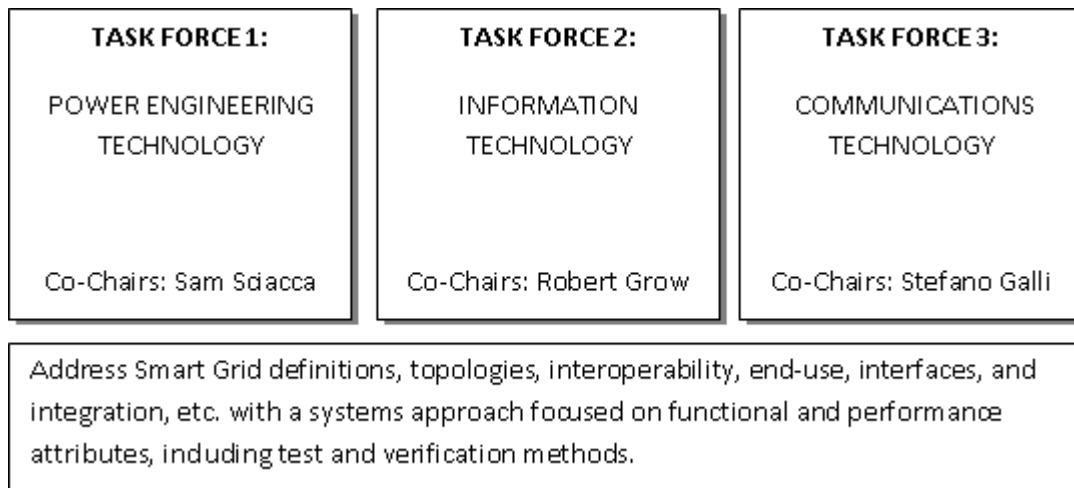 TASK FORCE 1:
POWER ENGINEERING
TECHNOLOGY
Co-Chairs: Sam Sciacca
TASK FORCE 2:
INFORMATION
TECHNOLOGY
Co-Chairs: Robert Grow
TASK FORCE 3:
COMMUNICATIONS
TECHNOLOGY
Co-Chairs: Stefano Galli
Address Smart Grid definitions, topologies, interoperability, end-use, interfaces, and
integration, etc. with a systems approach focused on functional and performance
attributes, including test and verification methods.